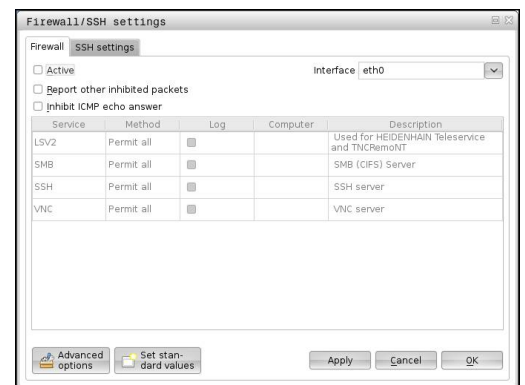 Firewall/SSH settings
Firewall SSH settings
Active Interface eth0
Report other inhibited packets
Inhibit ICMP echo answer
Service Method Log Computer Description
LSV2 Permit all Used for HEIDENHAIN Teleservice
and TNCRemoNT
SMB Permit all SMB (CIFS) Server
SSH Permit all SSH server
VNC Permit all VNC server
Advanced
options
Set stan-
dard values
Apply Cancel OK